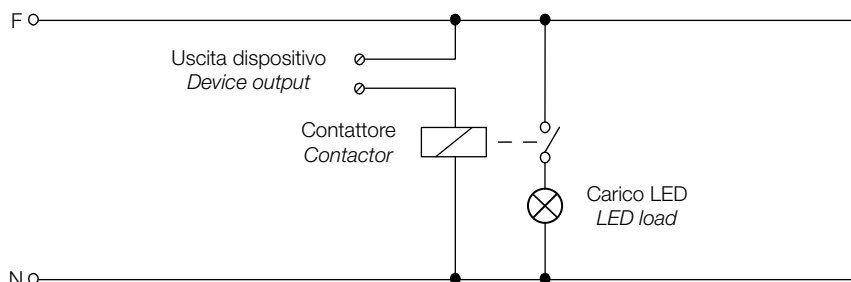 F
Uscita dispositivo
Device output
Contattore
Contactor
Carico LED
LED load
N